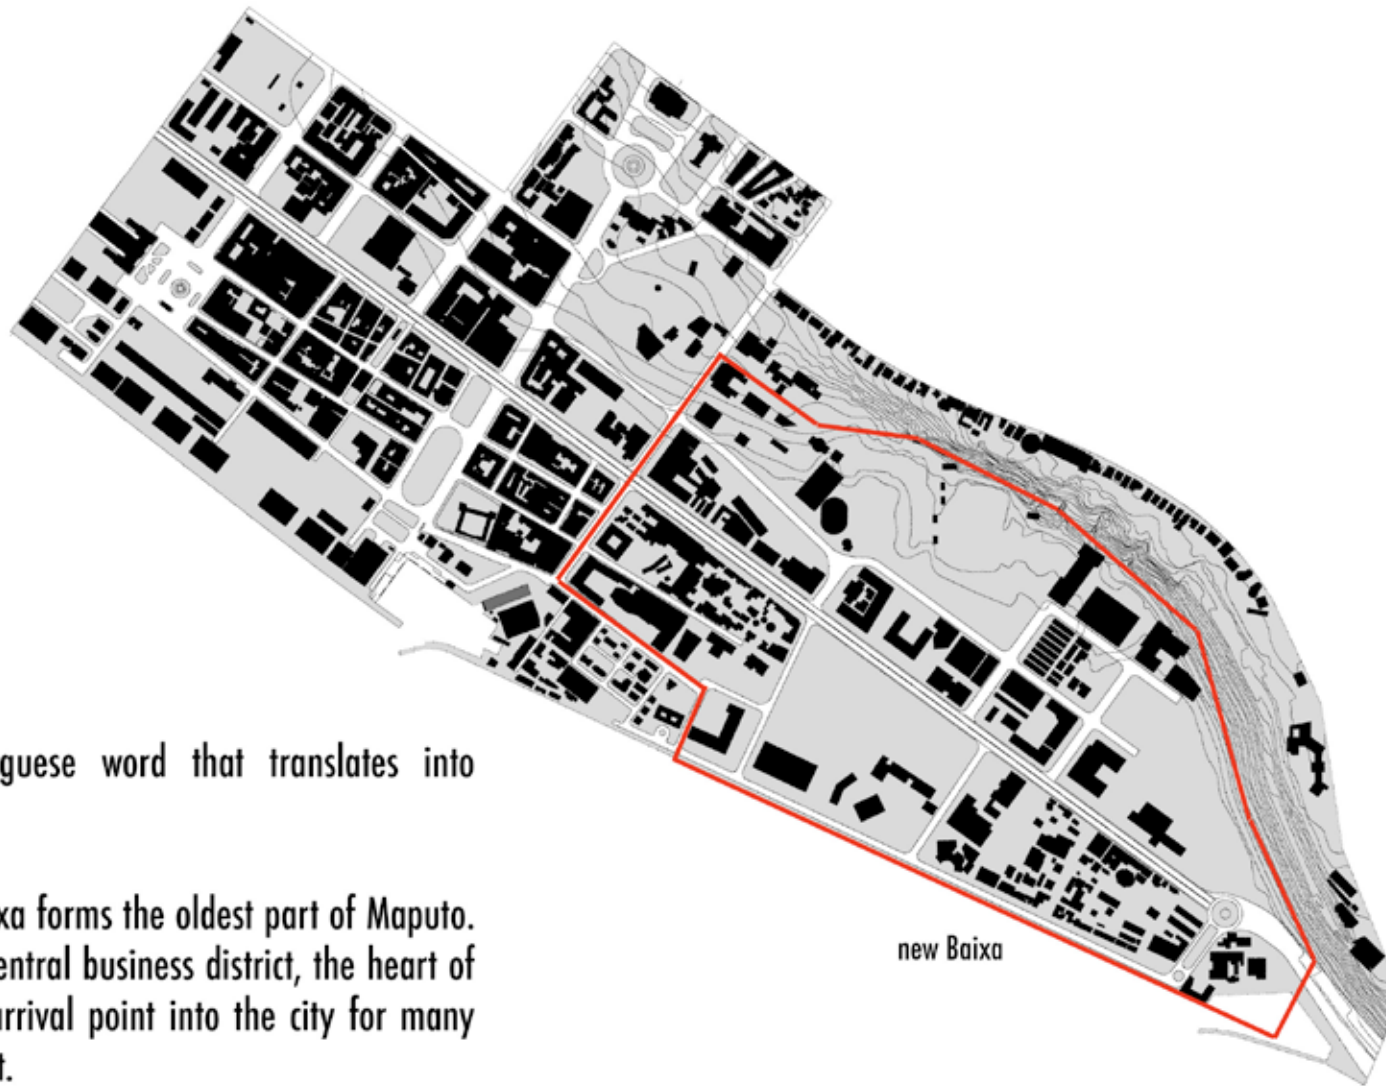 guese word that translates into
xa forms the oldest part of Maputo.
entral business district, the heart of
arrival point into the city for many
t.
new Baixa